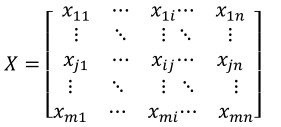 x₁₁ ⋯ x₁ᵢ ⋯ x₁ₙ
⋮ ⋱ ⋮ ⋱ ⋮
X = [ xⱼ₁ ⋯ xᵢⱼ ⋯ xⱼₙ ]
⋮ ⋱ ⋮ ⋱ ⋮
xₘ₁ ⋯ xₘᵢ ⋯ xₘₙ